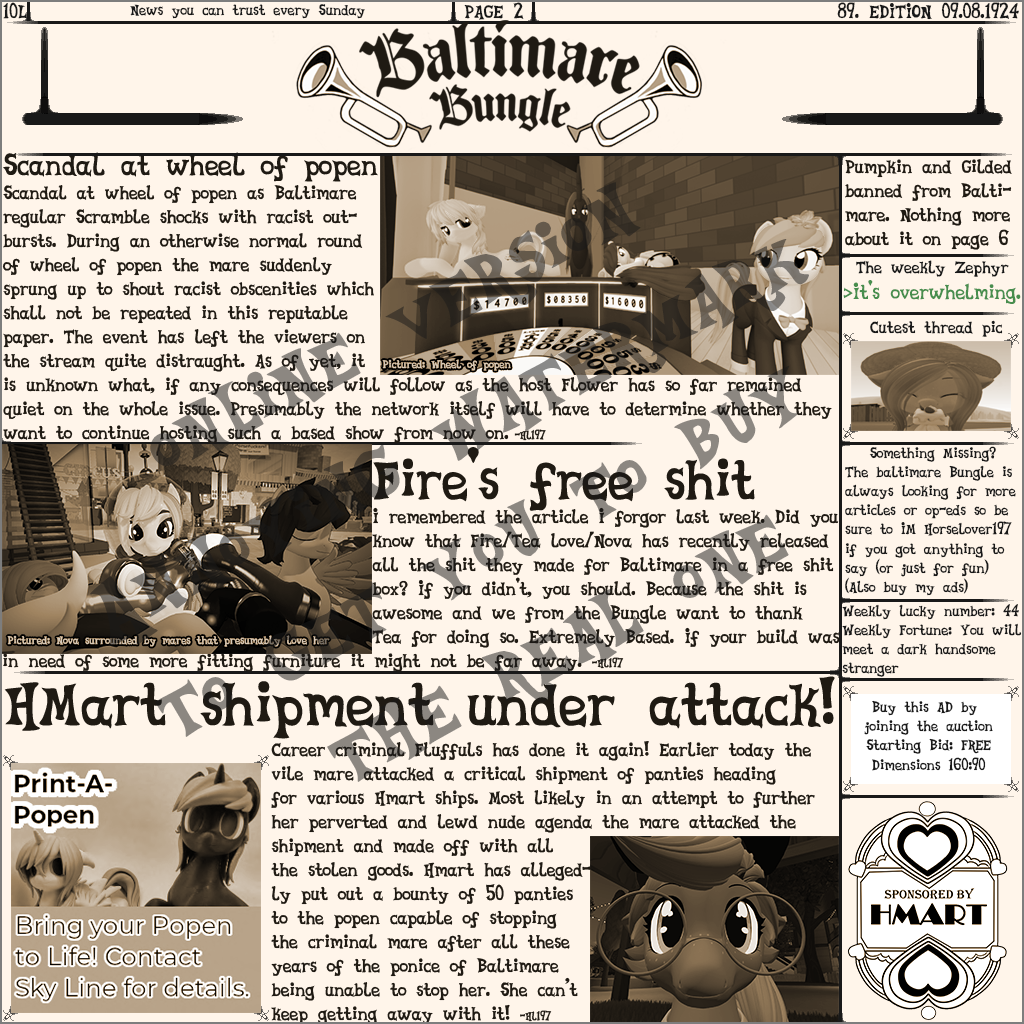 10L
News you can trust every Sunday
PAGE 2
89. EDITION 09.08.1924
Baltimare
Bungle
Scandal at wheel of popen
Scandal at wheel of popen as Baltimare
regular Scramble shocks with racist out-
bursts. During an otherwise normal round
of wheel of popen the mare suddenly
sprung up to shout racist obscenities which
shall not be repeated in this reputable
paper. The event has left the viewers on
the stream quite distraught. As of yet, it
is unknown what, if any consequences will follow as the host Flower has so far remained
quiet on the whole issue. Presumably the network itself will have to determine whether they
want to continue hosting such a based show from now on. -HL197
$14700
$08350
$16000
Pictured: Wheel of popen
Fire's free shit
i remembered the article i forgor last week. Did you
know that Fire/Tea love/Nova has recently released
all the shit they made for Baltimare in a free shit
box? if you didn't, you should. Because the shit is
awesome and we from the Bungle want to thank
Tea for doing so. Extremely Based. if your build was
in need of some more fitting furniture it might not be far away. -HL197
Pictured: Nova surrounded by mares that presumably love her
HMart shipment under attack!
Career criminal Fluffuls has done it again! Earlier today the
vile mare attacked a critical shipment of panties heading
for various Hmart ships. Most likely in an attempt to further
her perverted and lewd nude agenda the mare attacked the
shipment and made off with all
the stolen goods. Hmart has alleged-
ly put out a bounty of 50 panties
to the popen capable of stopping
the criminal mare after all these
years of the ponice of Baltimare
being unable to stop her. She can't
keep getting away with it! -HL197
Print-A-
Popen
Bring your Popen
to Life! Contact
Sky Line for details.
Pumpkin and Gilded
banned from Balti-
mare. Nothing more
about it on page 6
The weekly Zephyr
>it's overwhelming.
Cutest thread pic
Something Missing?
The baltimare Bungle is
always looking for more
articles or op-eds so be
sure to iM Horselover197
if you got anything to
say (or just for fun)
(Also buy my ads)
Weekly lucky number: 44
Weekly Fortune: You will
meet a dark handsome
stranger
Buy this AD by
joining the auction
Starting Bid: FREE
Dimensions 160:90
SPONSORED BY
HMART
ONLINE VERSiON
WATERMARK
TO YOU TO BUY
THE REAL ONE